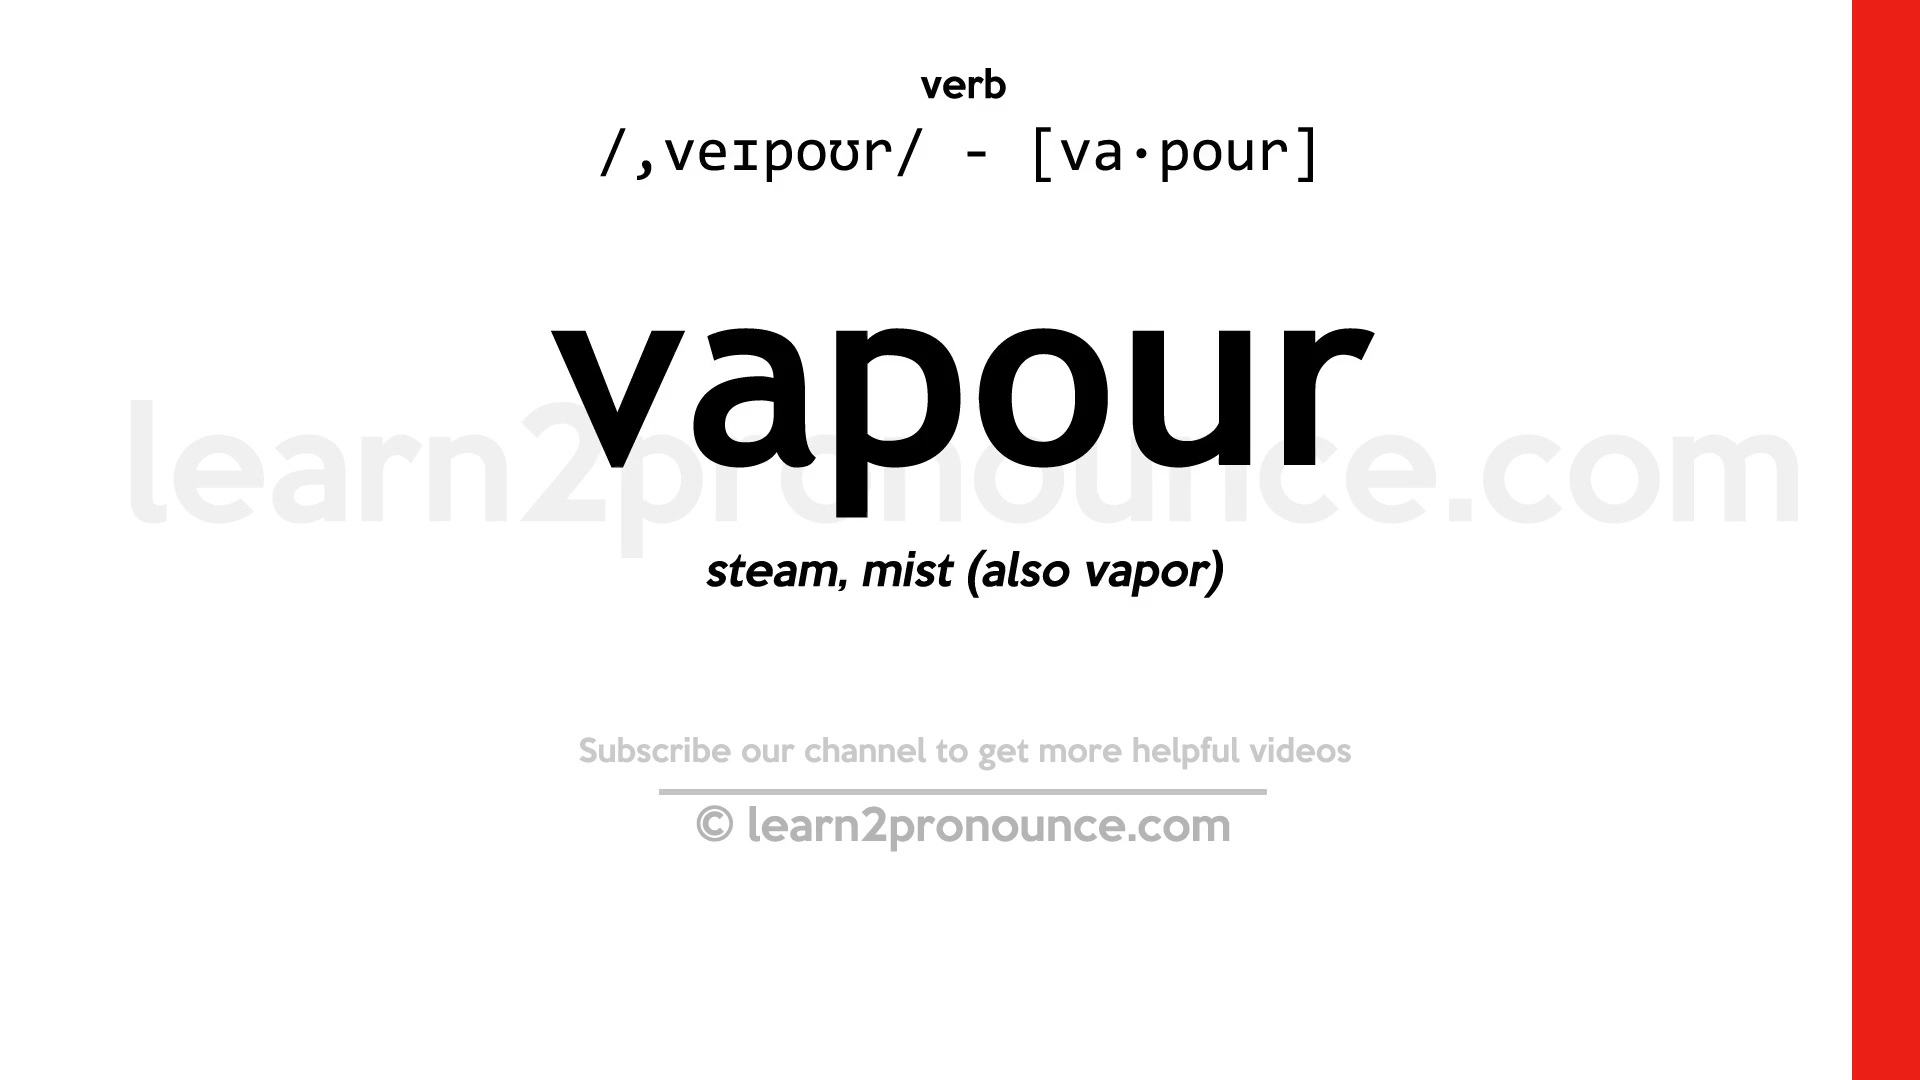 verb
/ˌveɪpoʊr/ - [va·pour]
vapour
learn2pronounce.com
steam, mist (also vapor)
Subscribe our channel to get more helpful videos
© learn2pronounce.com